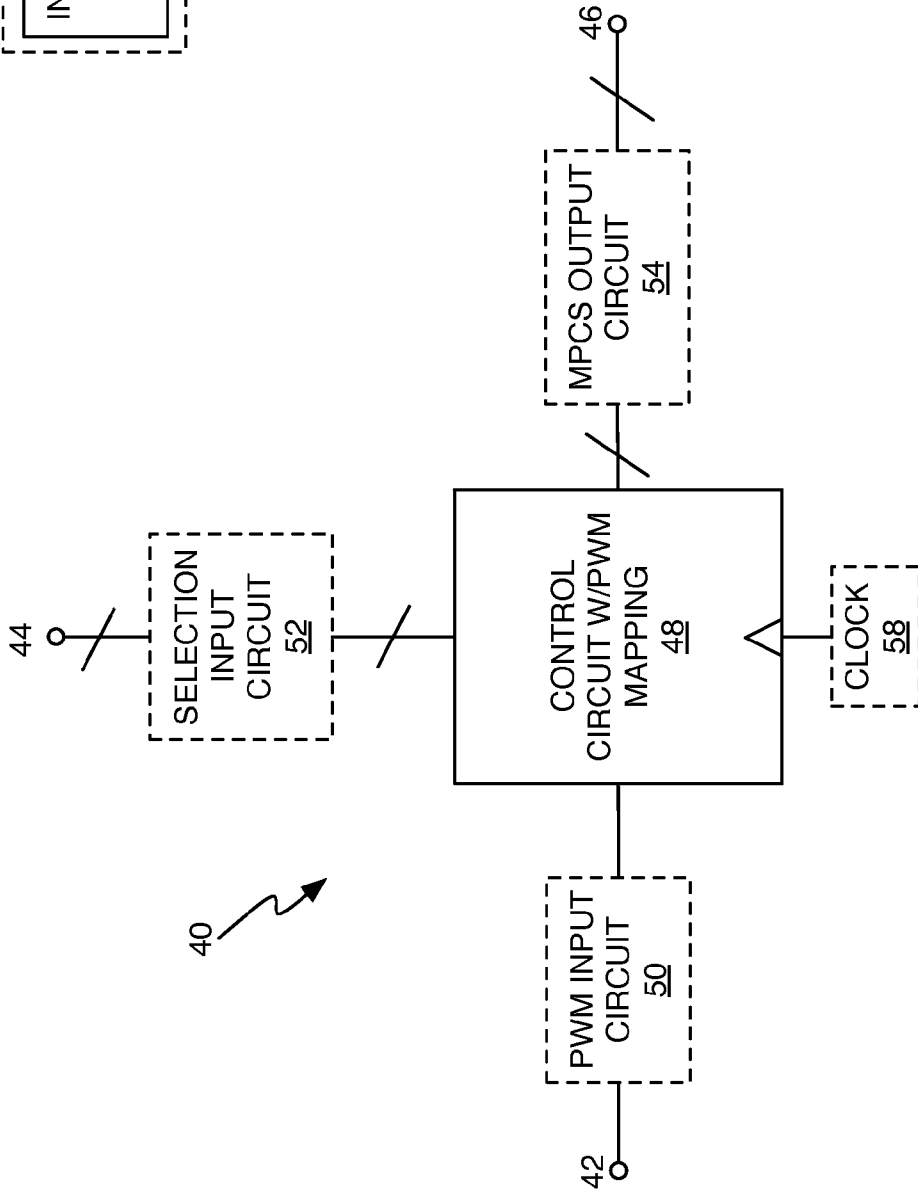 IN
46
MPCS OUTPUT
CIRCUIT
54
44
SELECTION
INPUT
CIRCUIT
52
CONTROL
CIRCUIT W/PWM
MAPPING
48
CLOCK
58
40
PWM INPUT
CIRCUIT
50
42